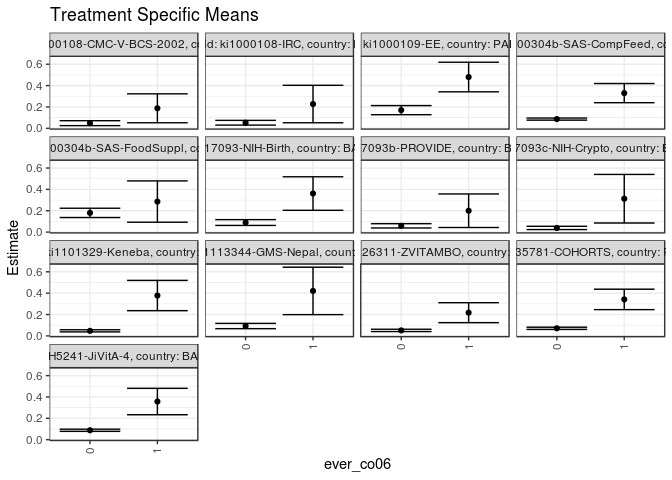 Treatment Specific Means
00108-CMC-V-BCS-2002, c
id: ki1000108-IRC, country:
ki1000109-EE, country: PA
00304b-SAS-CompFeed, c
0.6
0.4
0.2
0.0
00304b-SAS-FoodSuppl, c
17093-NIH-Birth, country: BA
7093b-PROVIDE, country: B
7093c-NIH-Crypto, country:
0.6
0.4
0.2
0.0
Estimate
i1101329-Keneba, country:
1113344-GMS-Nepal, count
26311-ZVITAMBO, country:
35781-COHORTS, country:
0.6
0.4
0.2
0.0
0 1 0 1 0 1
H5241-JiVitA-4, country: BA
0.6
0.4
0.2
0.0
0 1
ever_co06